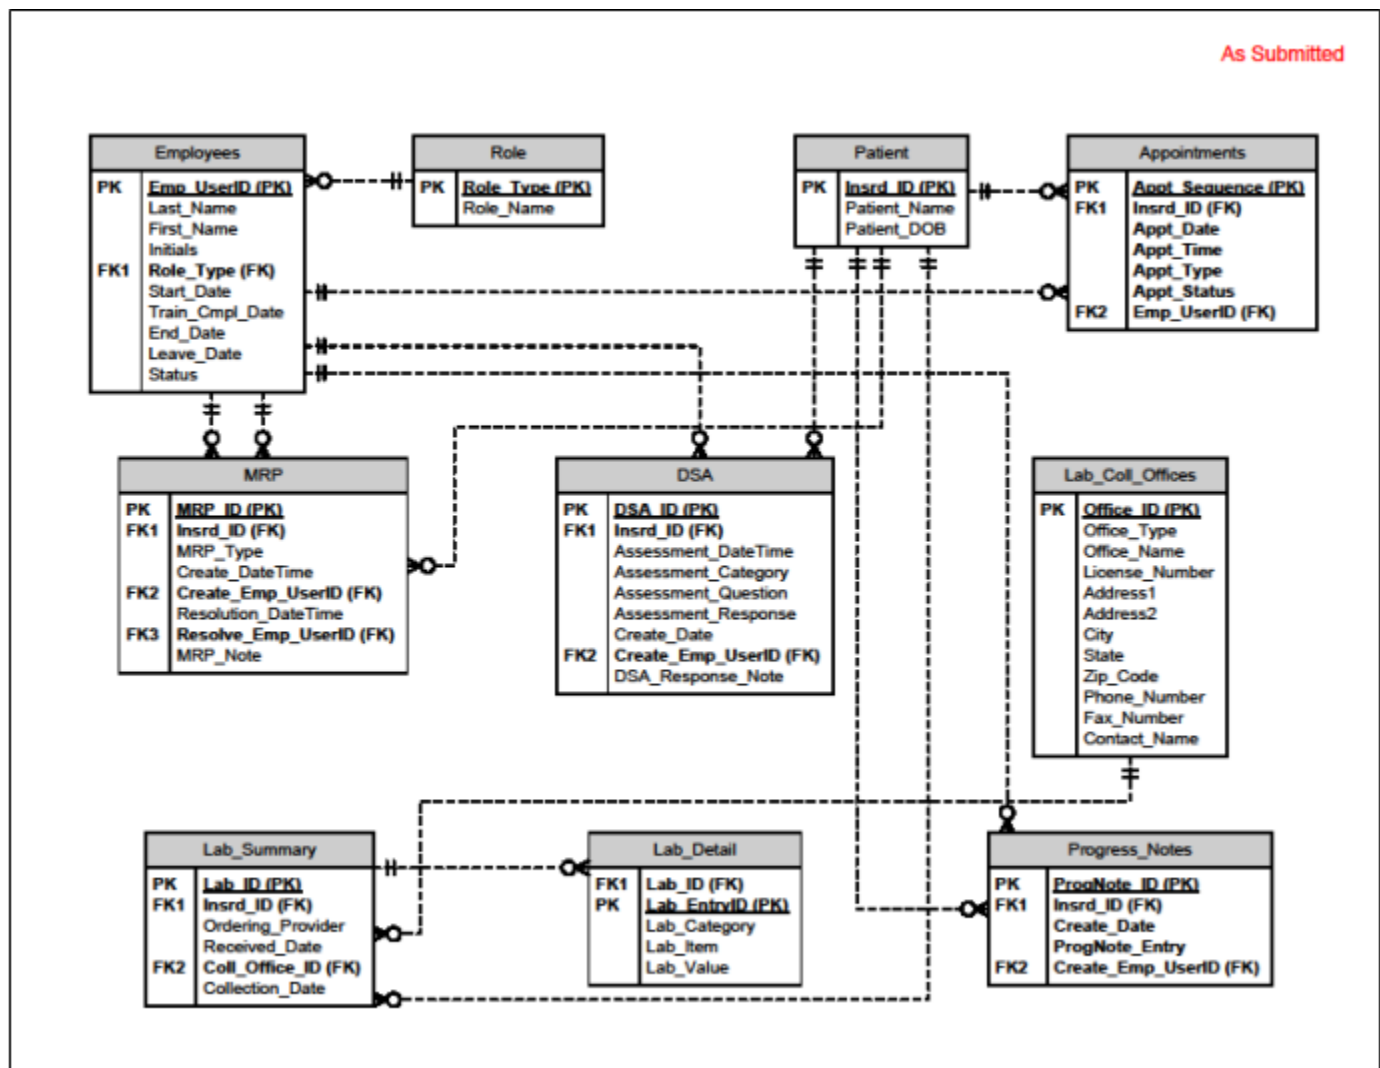 As Submitted
Employees
PK Emp_UserID (PK)
Last_Name
First_Name
Initials
FK1 Role_Type (FK)
Start_Date
Train_Cmpl_Date
End_Date
Leave_Date
Status
Role
PK Role_Type (PK)
Role_Name
Patient
PK Insrd_ID (PK)
Patient_Name
Patient_DOB
Appointments
PK Appt_Sequence (PK)
FK1 Insrd_ID (FK)
Appt_Date
Appt_Time
Appt_Type
Appt_Status
FK2 Emp_UserID (FK)
MRP
PK MRP_ID (PK)
FK1 Insrd_ID (FK)
MRP_Type
Create_DateTime
FK2 Create_Emp_UserID (FK)
Resolution_DateTime
FK3 Resolve_Emp_UserID (FK)
MRP_Note
DSA
PK DSA_ID (PK)
FK1 Insrd_ID (FK)
Assessment_DateTime
Assessment_Category
Assessment_Question
Assessment_Response
Create_Date
FK2 Create_Emp_UserID (FK)
DSA_Response_Note
Lab_Coll_Offices
PK Office_ID (PK)
Office_Type
Office_Name
License_Number
Address1
Address2
City
State
Zip_Code
Phone_Number
Fax_Number
Contact_Name
Lab_Summary
PK Lab_ID (PK)
FK1 Insrd_ID (FK)
Ordering_Provider
Received_Date
FK2 Coll_Office_ID (FK)
Collection_Date
Lab_Detail
FK1 Lab_ID (FK)
PK Lab_EntryID (PK)
Lab_Category
Lab_Item
Lab_Value
Progress_Notes
PK ProgNote_ID (PK)
FK1 Insrd_ID (FK)
Create_Date
ProgNote_Entry
FK2 Create_Emp_UserID (FK)